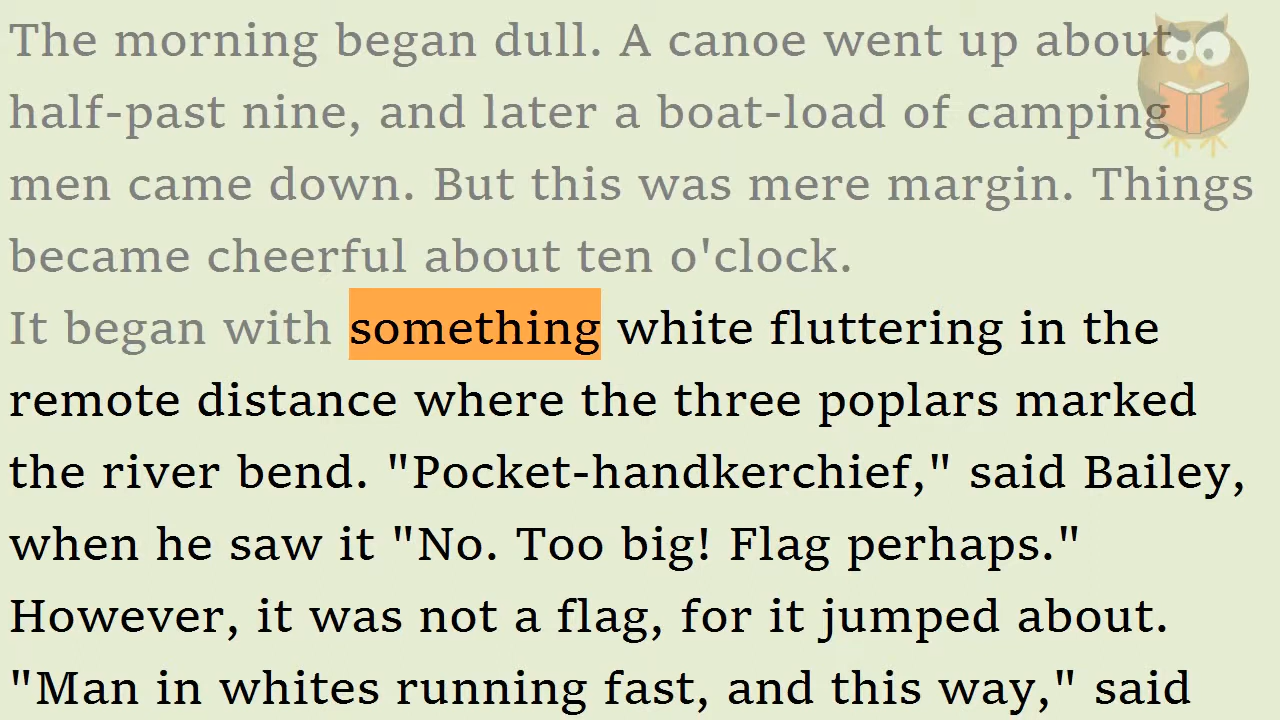 The morning began dull. A canoe went up about
half-past nine, and later a boat-load of camping
men came down. But this was mere margin. Things
became cheerful about ten o'clock.
It began with something white fluttering in the
remote distance where the three poplars marked
the river bend. "Pocket-handkerchief," said Bailey,
when he saw it "No. Too big! Flag perhaps."
However, it was not a flag, for it jumped about.
"Man in whites running fast, and this way," said